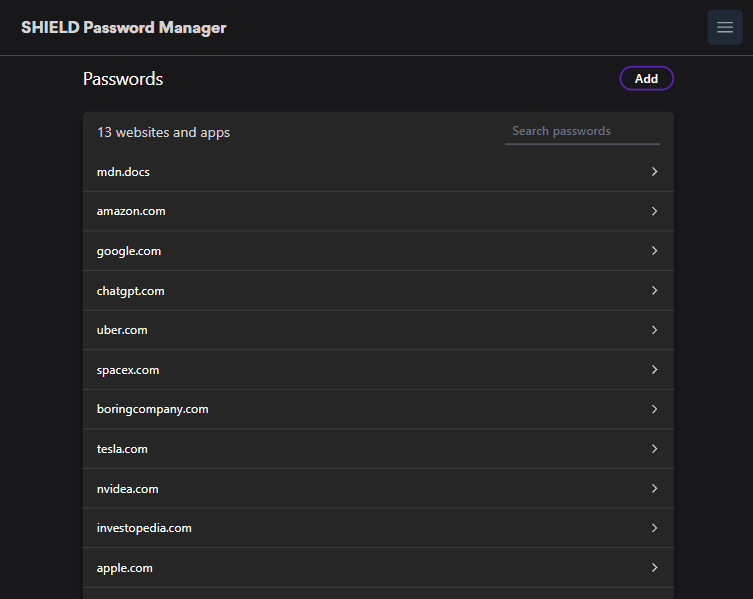 SHIELD Password Manager
Passwords
Add
13 websites and apps
Search passwords
mdn.docs
amazon.com
google.com
chatgpt.com
uber.com
spacex.com
boringcompany.com
tesla.com
nvidea.com
investopedia.com
apple.com